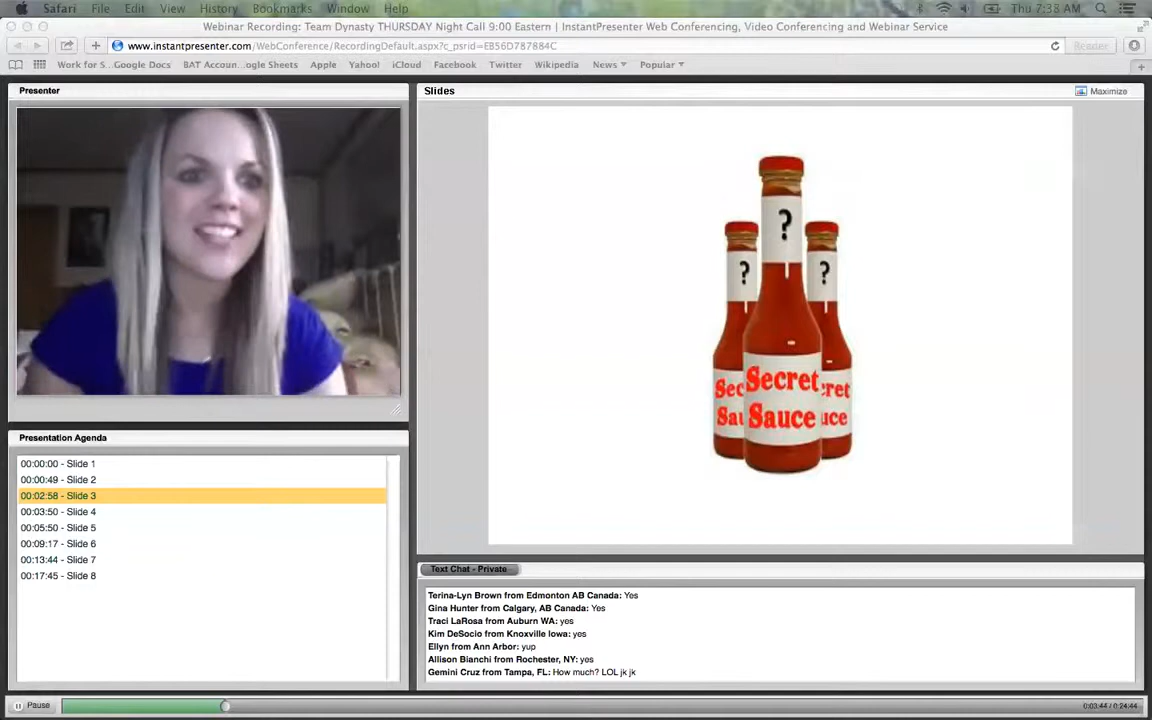 Safari File Edit View History Bookmarks Window Help Thu 7:38 AM
Webinar Recording: Team Dynasty THURSDAY Night Call 9:00 Eastern | InstantPresenter Web Conferencing, Video Conferencing and Webinar Service
www.instantpresenter.com/WebConference/RecordingDefault.aspx?c_psrid=EB56D787884C Reader
Work for S...Google Docs BAT Accoun...ogle Sheets Apple Yahoo! iCloud Facebook Twitter Wikipedia News Popular
Presenter
Slides Maximize
?
? ?
Sec Secret cret
Sau Sauce uce
Presentation Agenda
00:00:00 - Slide 1
00:00:49 - Slide 2
00:02:58 - Slide 3
00:03:50 - Slide 4
00:05:50 - Slide 5
00:09:17 - Slide 6
00:13:44 - Slide 7
00:17:45 - Slide 8
Text Chat - Private
Terina-Lyn Brown from Edmonton AB Canada: Yes
Gina Hunter from Calgary, AB Canada: Yes
Traci LaRosa from Auburn WA: yes
Kim DeSocio from Knoxville Iowa: yes
Ellyn from Ann Arbor: yup
Allison Bianchi from Rochester, NY: yes
Gemini Cruz from Tampa, FL: How much? LOL jk jk
Pause 0:03:44 / 0:24:44